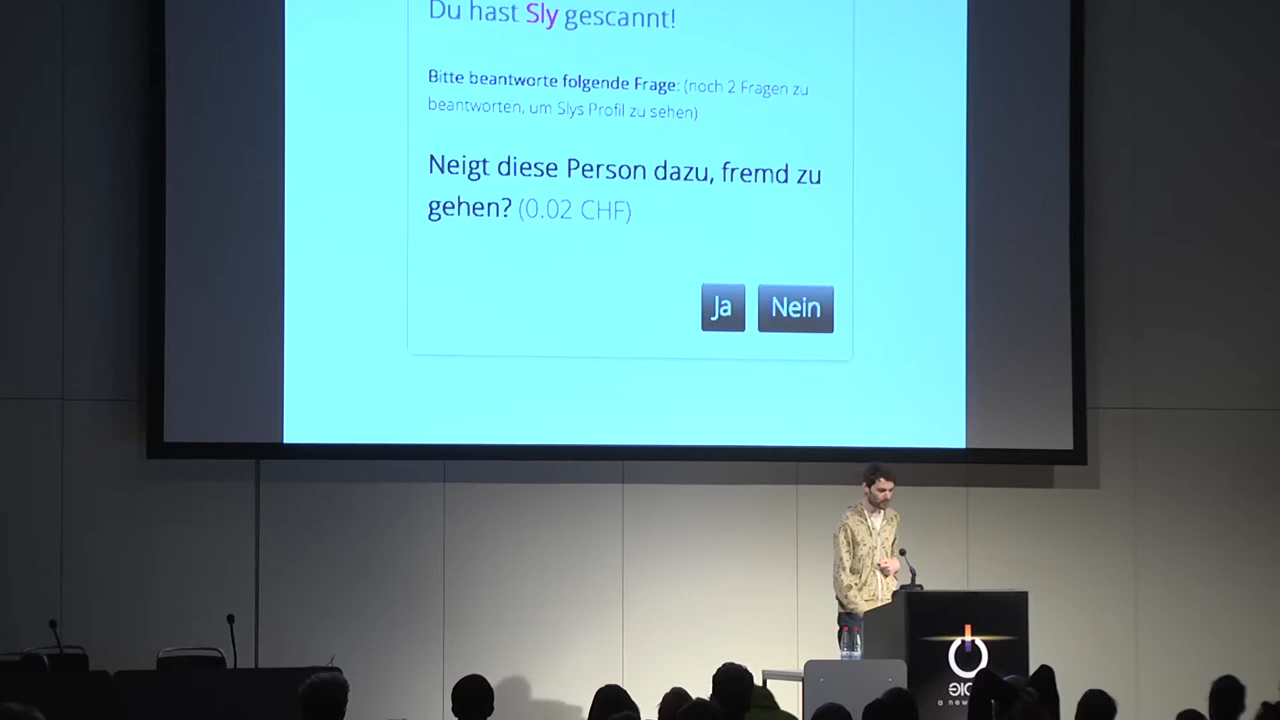 Du hast Sly gescannt!
Bitte beantworte folgende Frage: (noch 2 Fragen zu
beantworten, um Slys Profil zu sehen)
Neigt diese Person dazu, fremd zu
gehen? (0.02 CHF)
Ja Nein
a new